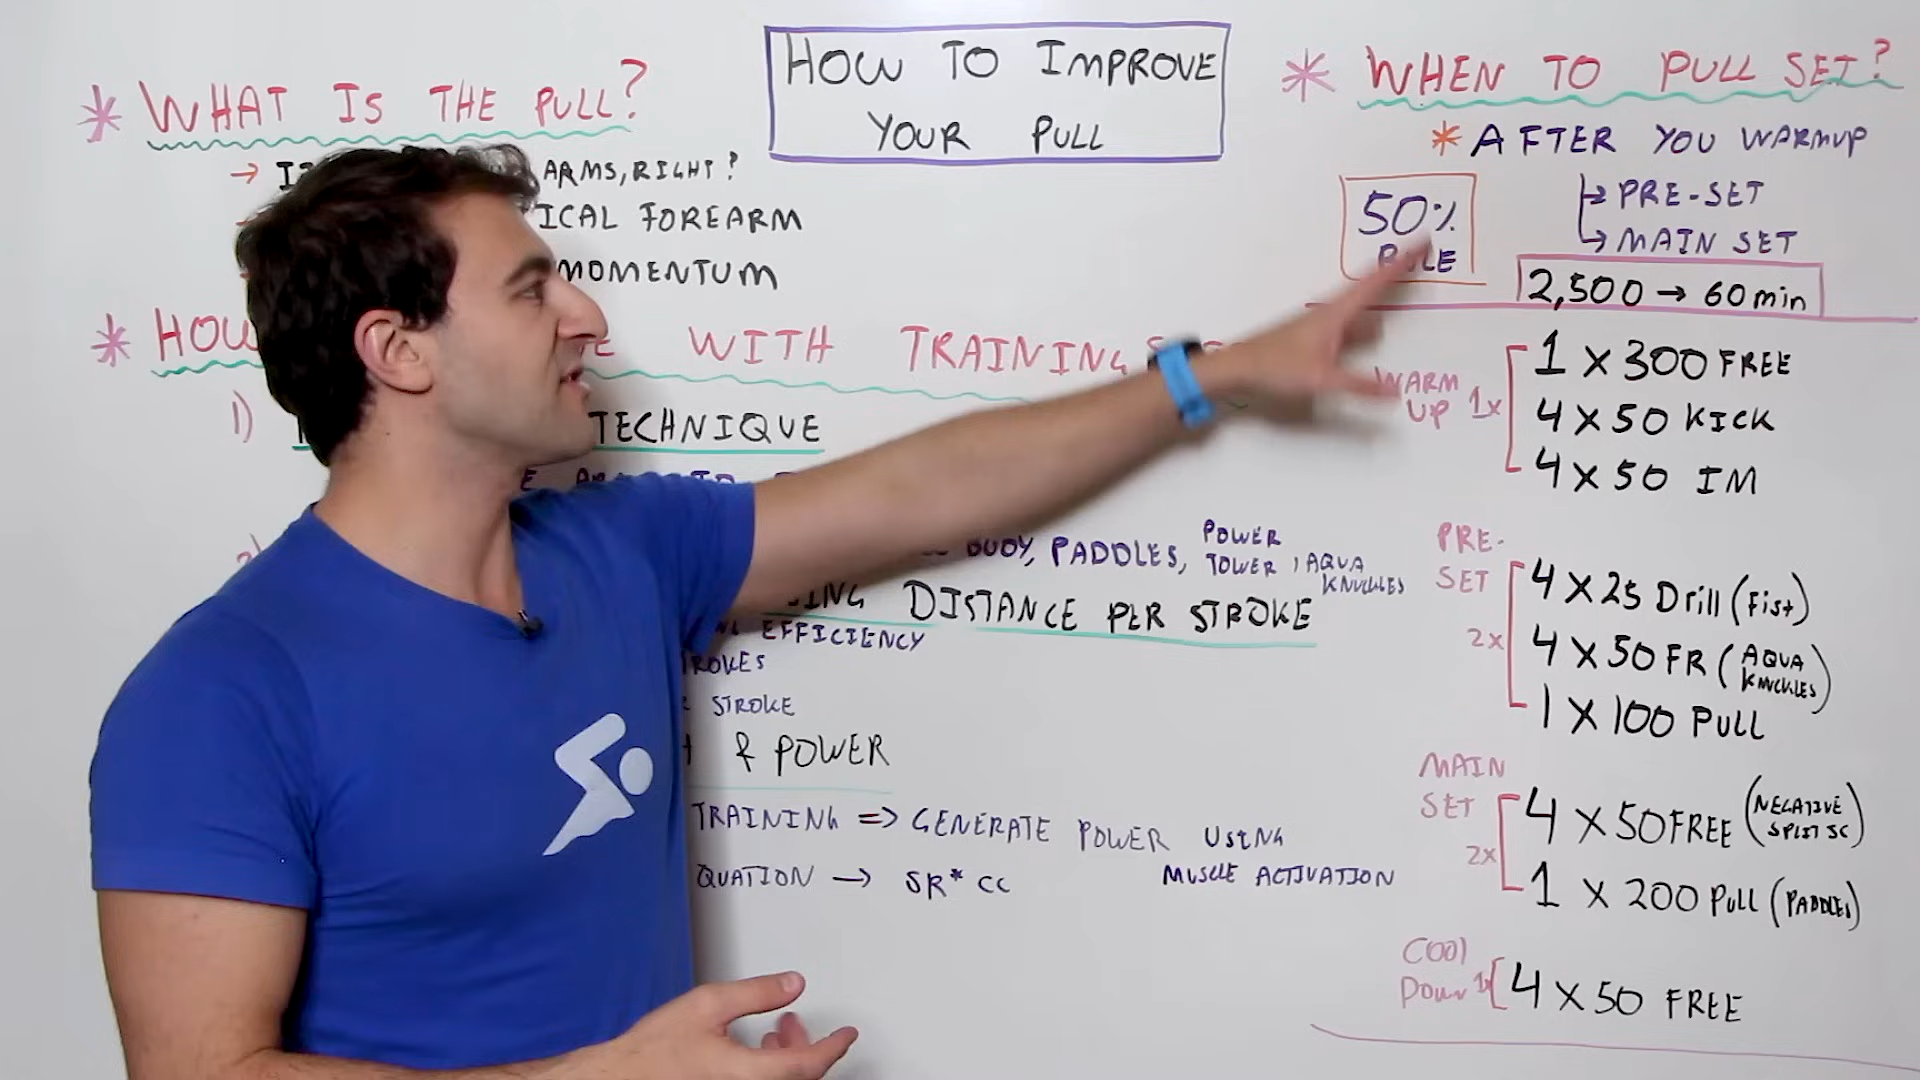 HOW TO IMPROVE
YOUR PULL
* WHAT IS THE PULL?
→ ARMS, RIGHT?
ICAL FOREARM
MOMENTUM
* HOW WITH TRAINING
1) TECHNIQUE
BUOY, PADDLES, POWER TOWER, AQUA KNUCKLES
DISTANCE PER STROKE
EFFICIENCY
STROKE
& POWER
TRAINING => GENERATE POWER USING
MUSCLE ACTIVATION
QUATION → SR* CC
* WHEN TO PULL SET?
* AFTER YOU WARMUP
→ PRE-SET
→ MAIN SET
50%
RULE
2,500 → 60 min
WARM UP 1x
1 x 300 FREE
4 x 50 KICK
4 x 50 IM
PRE-SET 2x
4 x 25 Drill (Fist)
4 x 50 FR (AQUA KNUCKLES)
1 x 100 PULL
MAIN SET 2x
4 x 50 FREE (NEGATIVE SPLIT SC)
1 x 200 PULL (PADDLES)
COOL DOWN 1x
4 x 50 FREE